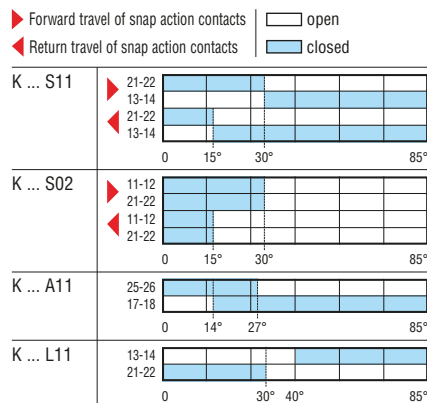 Forward travel of snap action contacts open
Return travel of snap action contacts closed
K ... S11
21-22
13-14
21-22
13-14
0 15° 30° 85°
K ... S02
11-12
21-22
11-12
21-22
0 15° 30° 85°
K ... A11
25-26
17-18
0 14° 27° 85°
K ... L11
13-14
21-22
0 30° 40° 85°